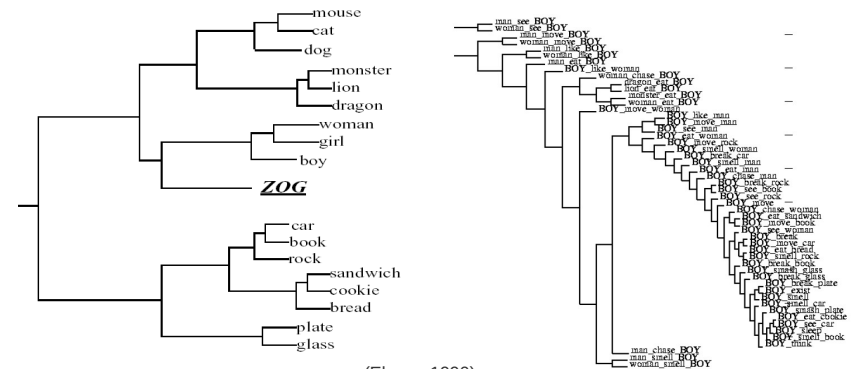 mouse
cat
dog
monster
lion
dragon
woman
girl
boy
ZOG
car
book
rock
sandwich
cookie
bread
plate
glass
man_see_BOY
woman_see_BOY
man_move_BOY
woman_move_BOY
man_like_BOY
woman_like_BOY
man_eat_BOY
BOY_like_woman
woman_chase_BOY
dragon_eat_BOY
lion_eat_BOY
monster_eat_BOY
woman_eat_BOY
BOY_move_woman
BOY_like_man
BOY_move_man
BOY_see_man
BOY_eat_woman
BOY_move_rock
BOY_smell_woman
BOY_break_car
BOY_smell_man
BOY_eat_man
BOY_chase_man
BOY_break_rock
BOY_see_book
BOY_see_rock
BOY_move
BOY_chase_woman
BOY_eat_sandwich
BOY_move_book
BOY_see_woman
BOY_break
BOY_move_car
BOY_eat_bread
BOY_smell_rock
BOY_break_book
BOY_smash_glass
BOY_break_glass
BOY_break_plate
BOY_exist
BOY_smell
BOY_smell_car
BOY_smash_plate
BOY_eat_cookie
BOY_see_car
BOY_sleep
BOY_smell_book
BOY_think
man_chase_BOY
man_smell_BOY
woman_smell_BOY